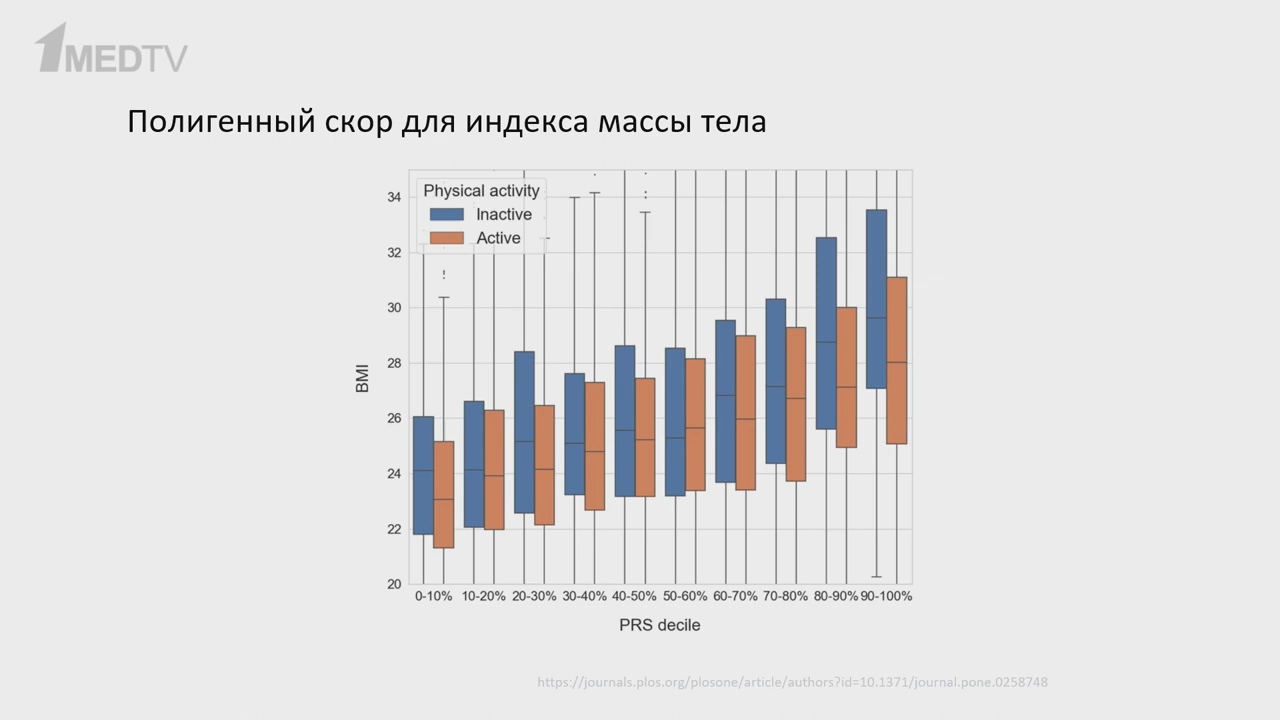 1MEDTV
Полигенный скор для индекса массы тела
Physical activity
Inactive
Active
34
32
30
28
26
24
22
20
BMI
0-10% 10-20% 20-30% 30-40% 40-50% 50-60% 60-70% 70-80% 80-90% 90-100%
PRS decile
https://journals.plos.org/plosone/article/authors?id=10.1371/journal.pone.0258748